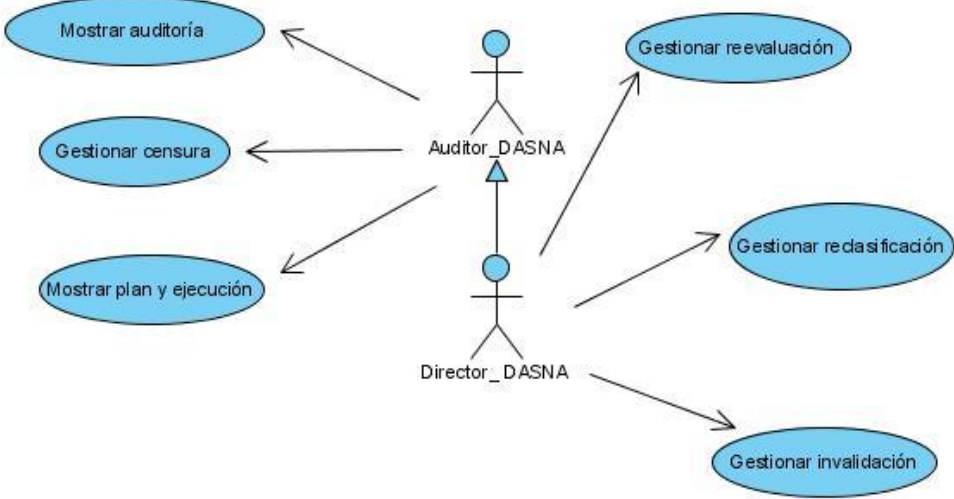 Mostrar auditoría
Gestionar reevaluación
Auditor_DASNA
Gestionar censura
Gestionar reclasificación
Mostrar plan y ejecución
Director_ DASNA
Gestionar invalidación